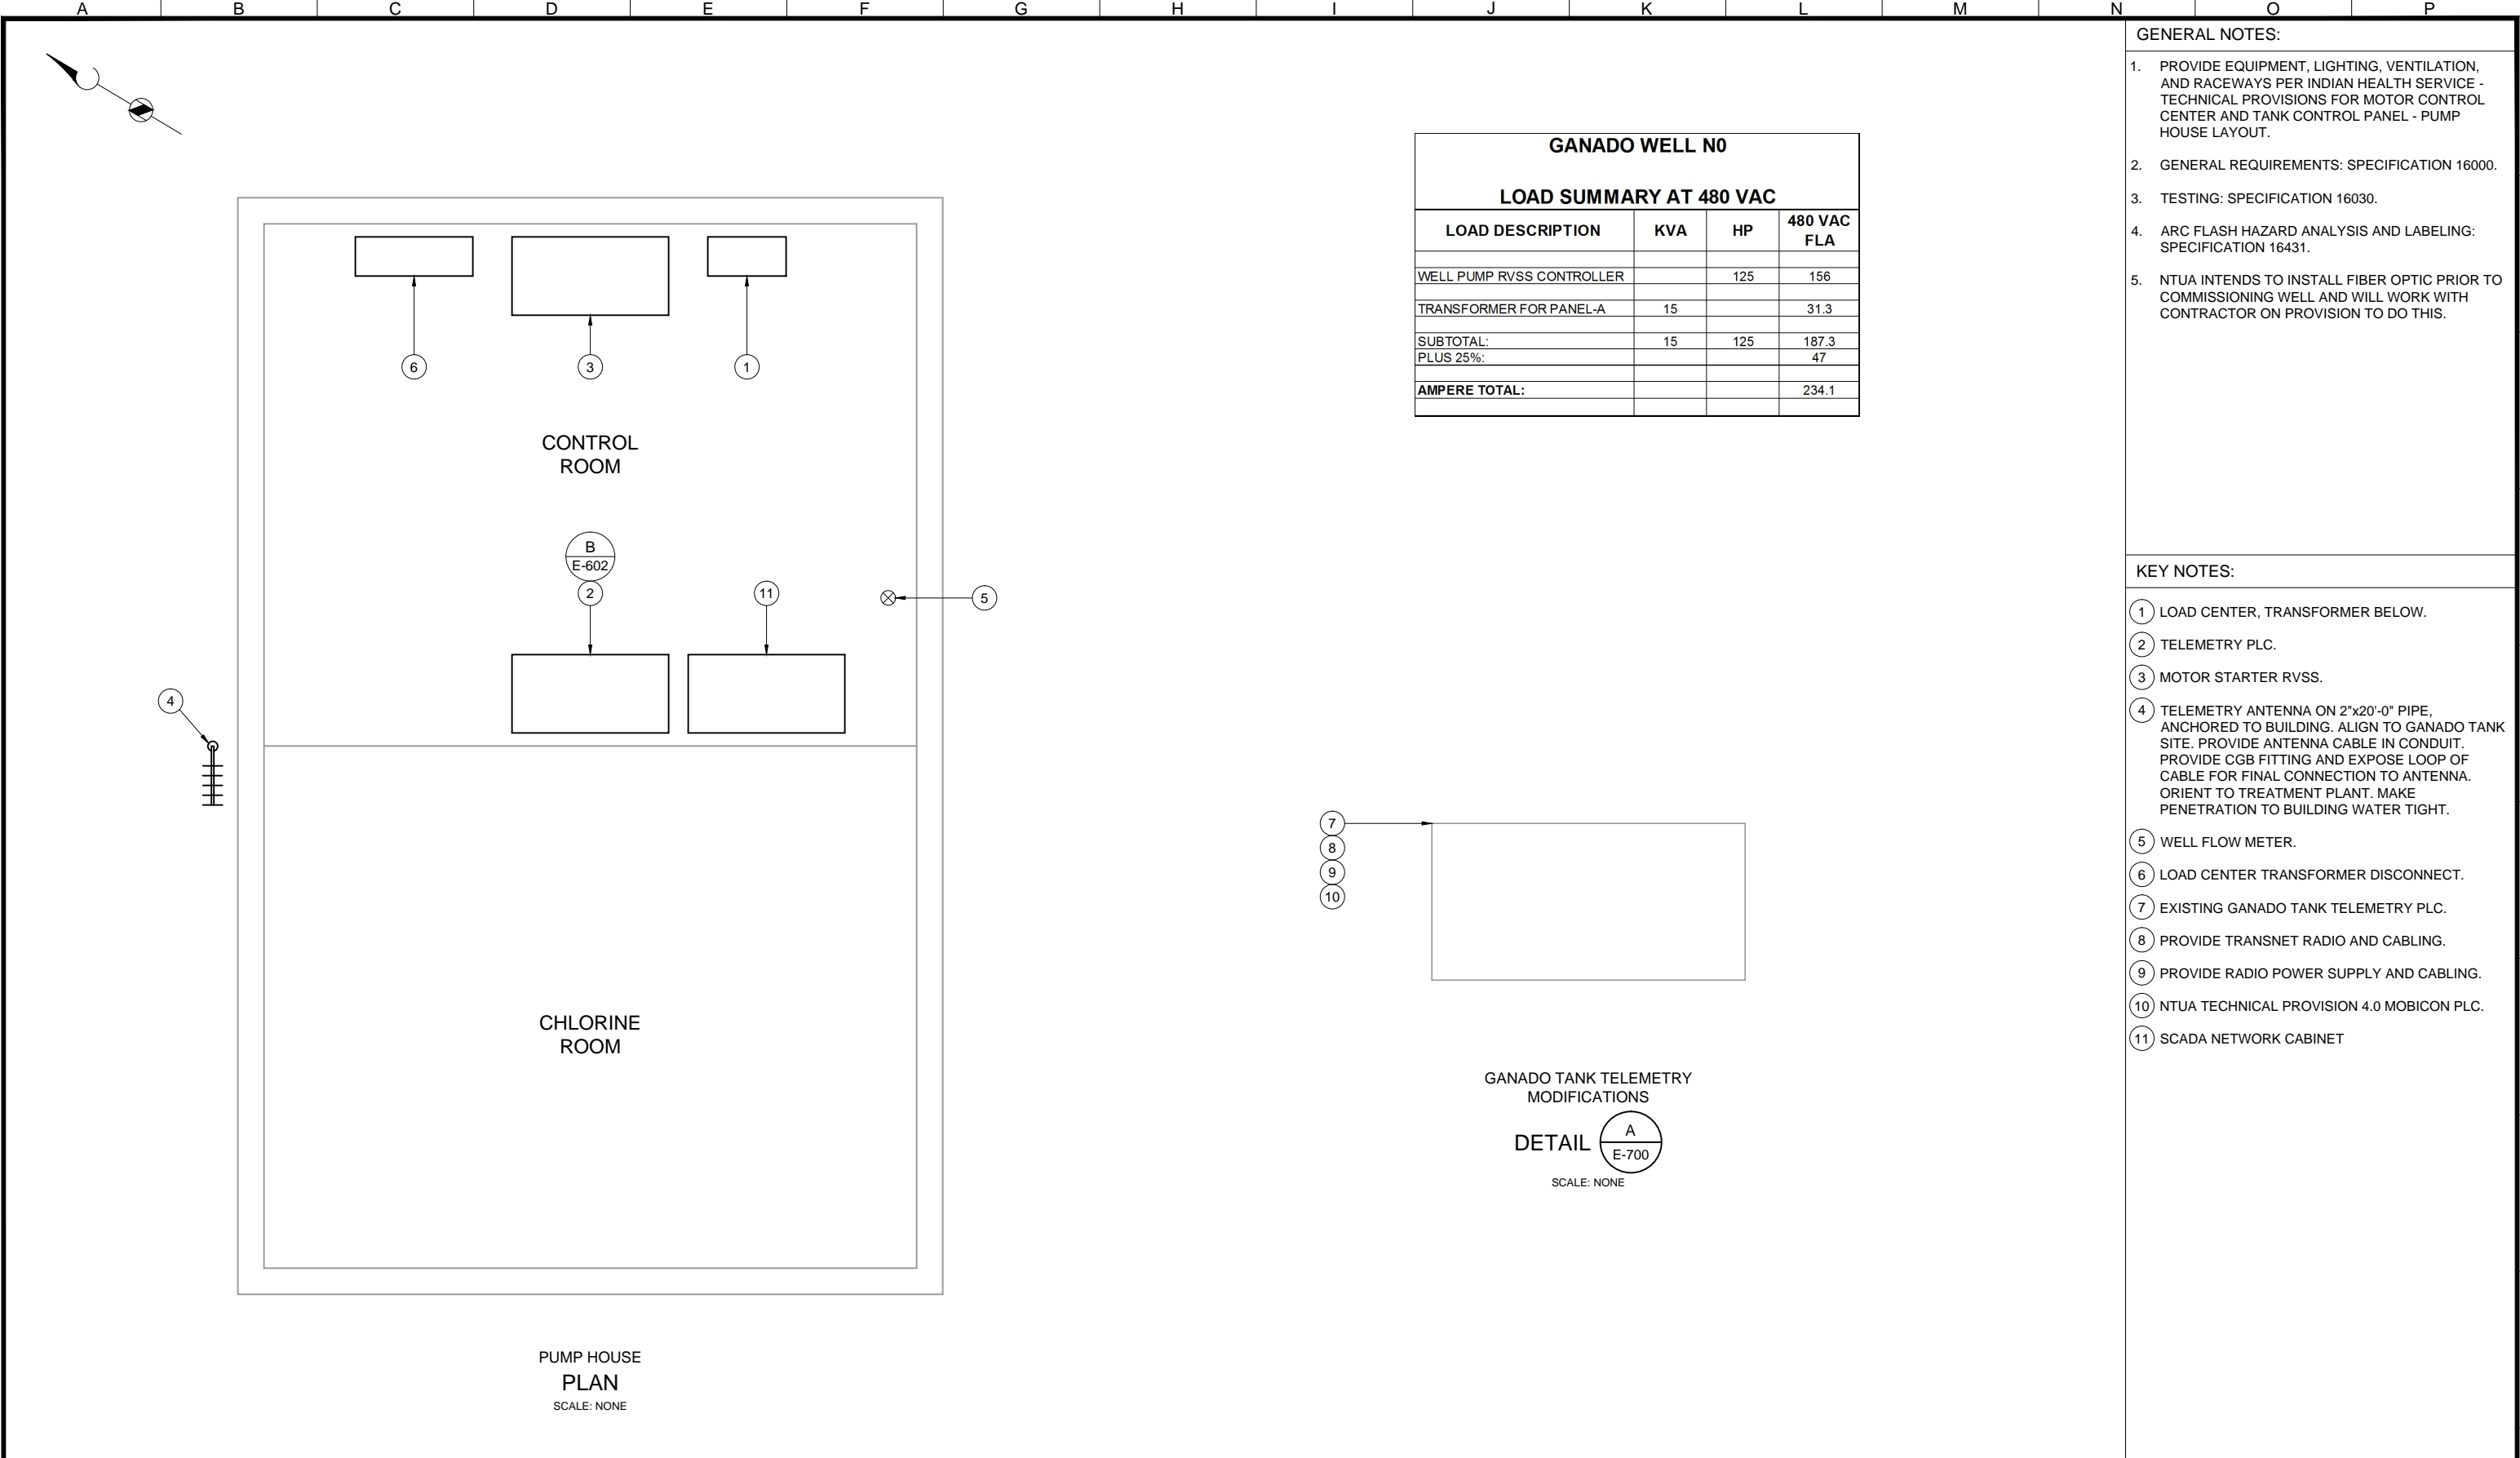 A B C D E F G H I J K L M N O P
GENERAL NOTES:
1. PROVIDE EQUIPMENT, LIGHTING, VENTILATION,
AND RACEWAYS PER INDIAN HEALTH SERVICE -
TECHNICAL PROVISIONS FOR MOTOR CONTROL
CENTER AND TANK CONTROL PANEL - PUMP
HOUSE LAYOUT.
2. GENERAL REQUIREMENTS: SPECIFICATION 16000.
3. TESTING: SPECIFICATION 16030.
4. ARC FLASH HAZARD ANALYSIS AND LABELING:
SPECIFICATION 16431.
5. NTUA INTENDS TO INSTALL FIBER OPTIC PRIOR TO
COMMISSIONING WELL AND WILL WORK WITH
CONTRACTOR ON PROVISION TO DO THIS.
GANADO WELL N0
LOAD SUMMARY AT 480 VAC
LOAD DESCRIPTION KVA HP 480 VAC
FLA
WELL PUMP RVSS CONTROLLER 125 156
TRANSFORMER FOR PANEL-A 15 31.3
SUBTOTAL: 15 125 187.3
PLUS 25%: 47
AMPERE TOTAL: 234.1
6 3 1
CONTROL
ROOM
B
E-602
2 11 5
4
CHLORINE
ROOM
PUMP HOUSE
PLAN
SCALE: NONE
7
8
9
10
GANADO TANK TELEMETRY
MODIFICATIONS
DETAIL A
E-700
SCALE: NONE
KEY NOTES:
1 LOAD CENTER, TRANSFORMER BELOW.
2 TELEMETRY PLC.
3 MOTOR STARTER RVSS.
4 TELEMETRY ANTENNA ON 2"x20'-0" PIPE,
ANCHORED TO BUILDING. ALIGN TO GANADO TANK
SITE. PROVIDE ANTENNA CABLE IN CONDUIT.
PROVIDE CGB FITTING AND EXPOSE LOOP OF
CABLE FOR FINAL CONNECTION TO ANTENNA.
ORIENT TO TREATMENT PLANT. MAKE
PENETRATION TO BUILDING WATER TIGHT.
5 WELL FLOW METER.
6 LOAD CENTER TRANSFORMER DISCONNECT.
7 EXISTING GANADO TANK TELEMETRY PLC.
8 PROVIDE TRANSNET RADIO AND CABLING.
9 PROVIDE RADIO POWER SUPPLY AND CABLING.
10 NTUA TECHNICAL PROVISION 4.0 MOBICON PLC.
11 SCADA NETWORK CABINET